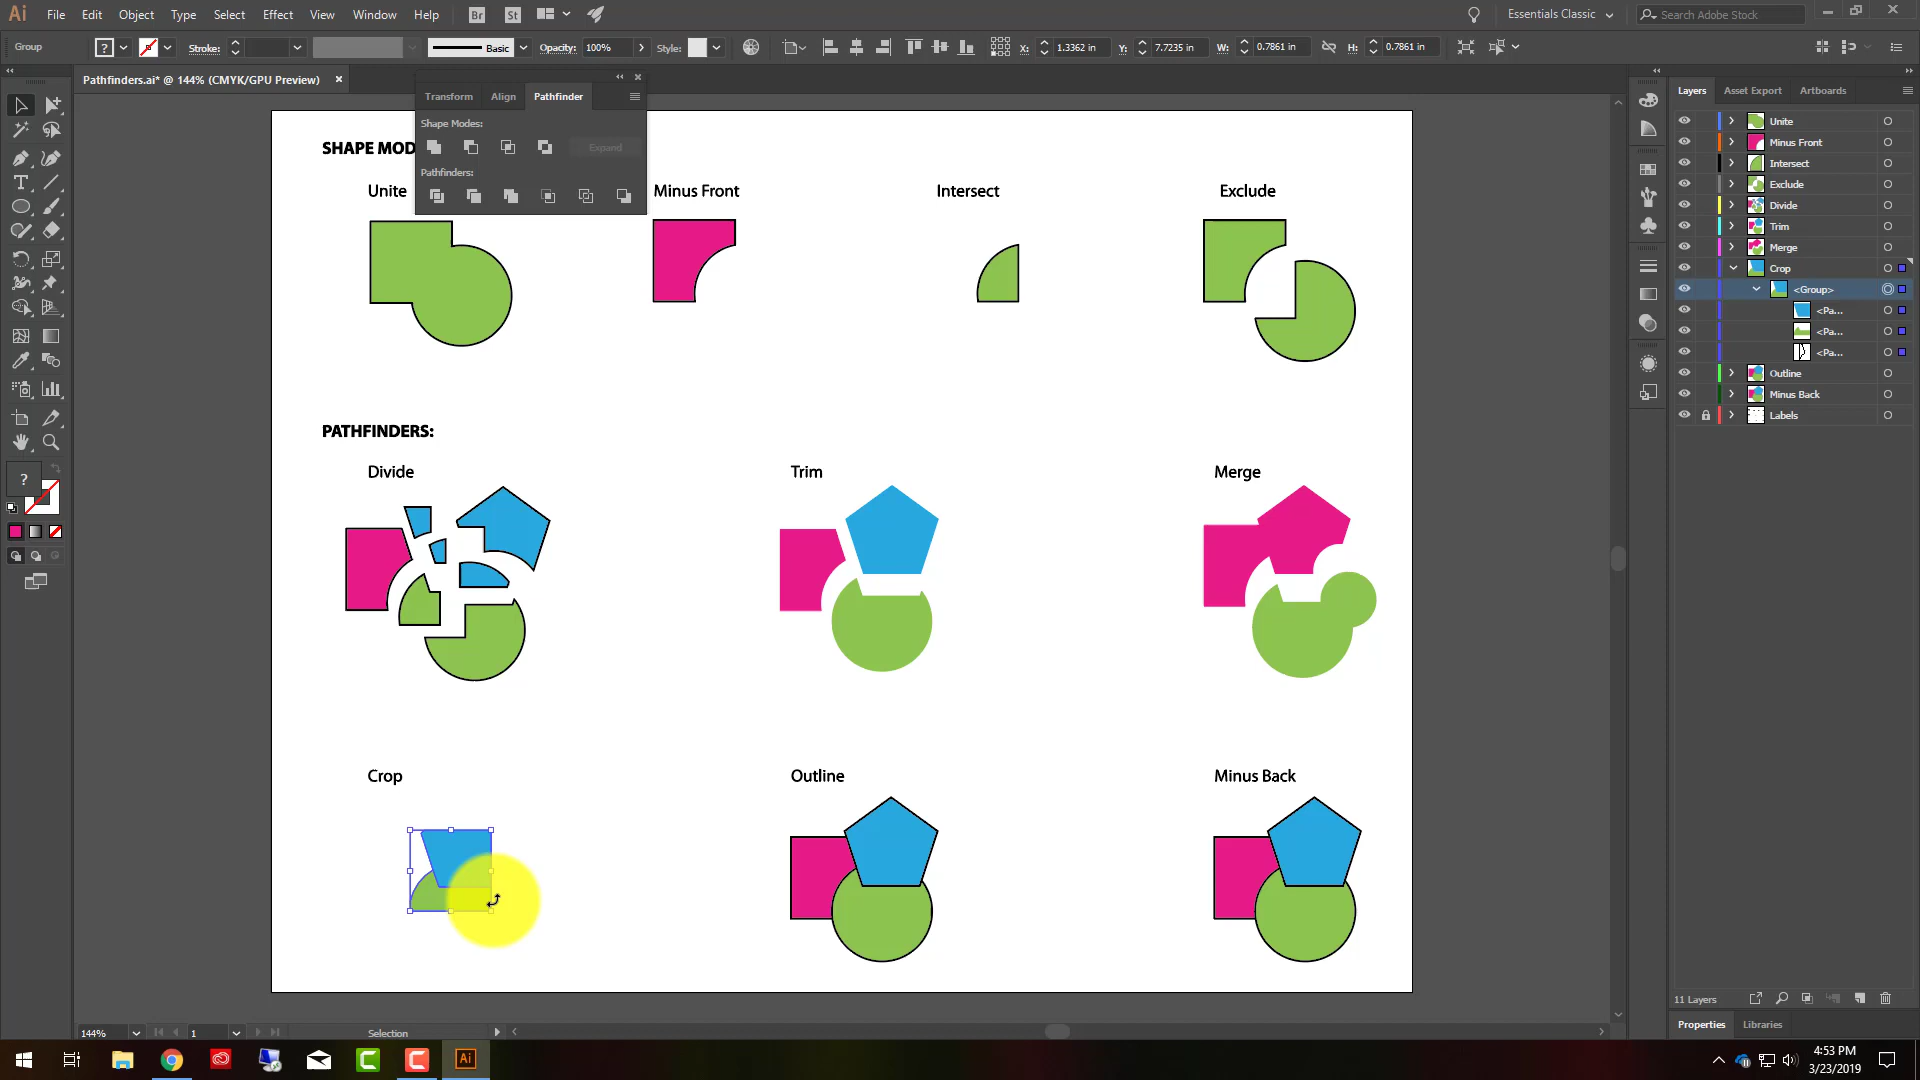 Ai File Edit Object Type Select Effect View Window Help Br St Essentials Classic Search Adobe Stock
Group ? Stroke: Basic Opacity: 100% Style: X: 1.3362 in Y: 7.7235 in W: 0.7861 in H: 0.7861 in
Pathfinders.ai* @ 144% (CMYK/GPU Preview)
Transform Align Pathfinder
Shape Modes:
Expand
Pathfinders:
SHAPE MOD
Unite Minus Front Intersect Exclude
PATHFINDERS:
Divide Trim Merge
Crop Outline Minus Back
?
Layers Asset Export Artboards
Unite
Minus Front
Intersect
Exclude
Divide
Trim
Merge
Crop
<Group>
<Pa...
<Pa...
<Pa...
Outline
Minus Back
Labels
11 Layers
Properties Libraries
144% 1 Selection
Ai
4:53 PM
3/23/2019